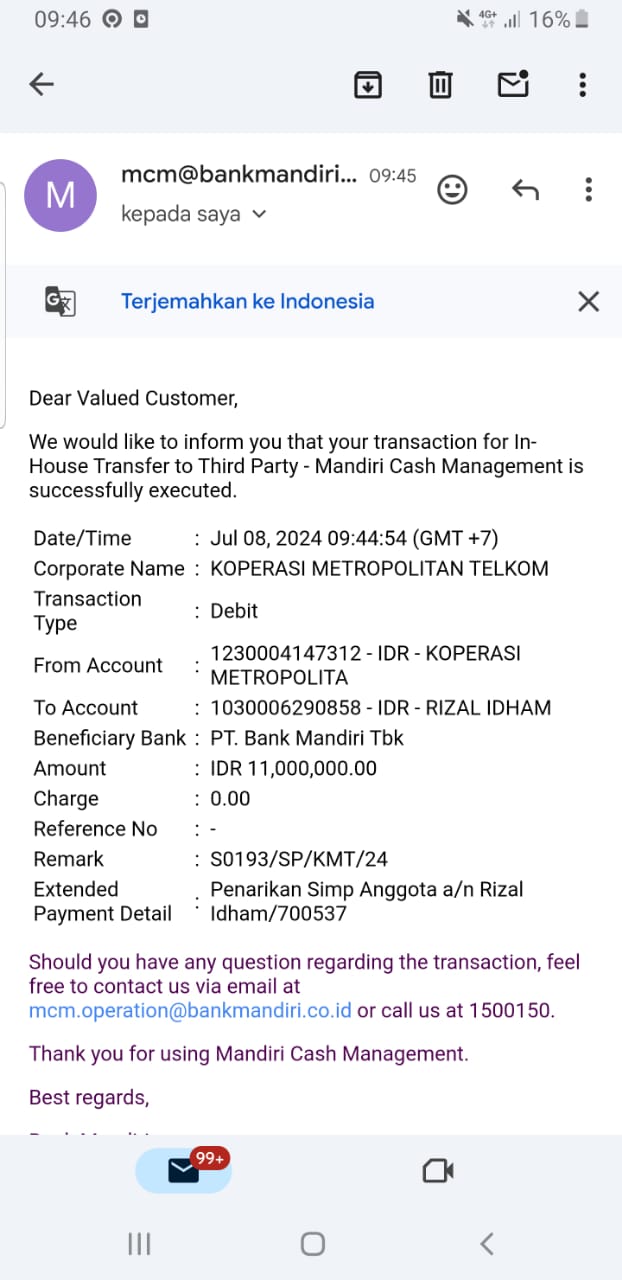 09:46
4G+
16%
M
mcm@bankmandiri... 09:45
kepada saya
Terjemahkan ke Indonesia
Dear Valued Customer,
We would like to inform you that your transaction for In-
House Transfer to Third Party - Mandiri Cash Management is
successfully executed.
Date/Time : Jul 08, 2024 09:44:54 (GMT +7)
Corporate Name : KOPERASI METROPOLITAN TELKOM
Transaction
Type : Debit
From Account : 1230004147312 - IDR - KOPERASI
METROPOLITA
To Account : 1030006290858 - IDR - RIZAL IDHAM
Beneficiary Bank : PT. Bank Mandiri Tbk
Amount : IDR 11,000,000.00
Charge : 0.00
Reference No : -
Remark : S0193/SP/KMT/24
Extended
Payment Detail : Penarikan Simp Anggota a/n Rizal
Idham/700537
Should you have any question regarding the transaction, feel
free to contact us via email at
mcm.operation@bankmandiri.co.id or call us at 1500150.
Thank you for using Mandiri Cash Management.
Best regards,
99+